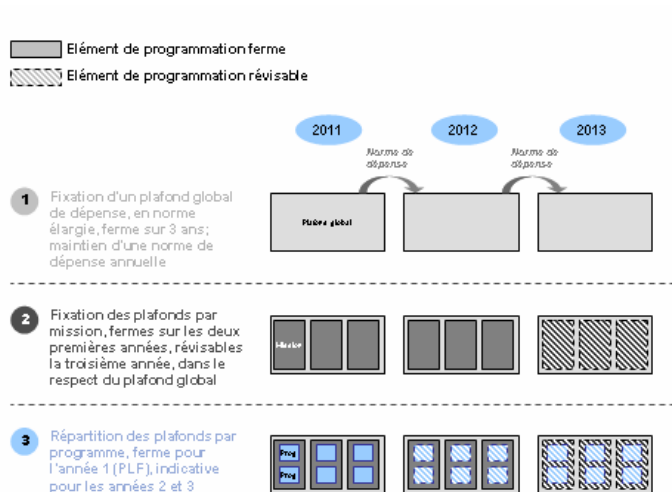 Elément de programmation ferme
Elément de programmation révisable
2011
2012
2013
Norme de
dépense
Norme de
dépense
1
Fixation d'un plafond global
de dépense, en norme
élargie, ferme sur 3 ans;
maintien d'une norme de
dépense annuelle
Plafond global
2
Fixation des plafonds par
mission, fermes sur les deux
premières années, révisables
la troisième année, dans le
respect du plafond global
Mission
3
Répartition des plafonds par
programme, ferme pour
l'année 1 (PLF), indicative
pour les années 2 et 3
Prog
Prog